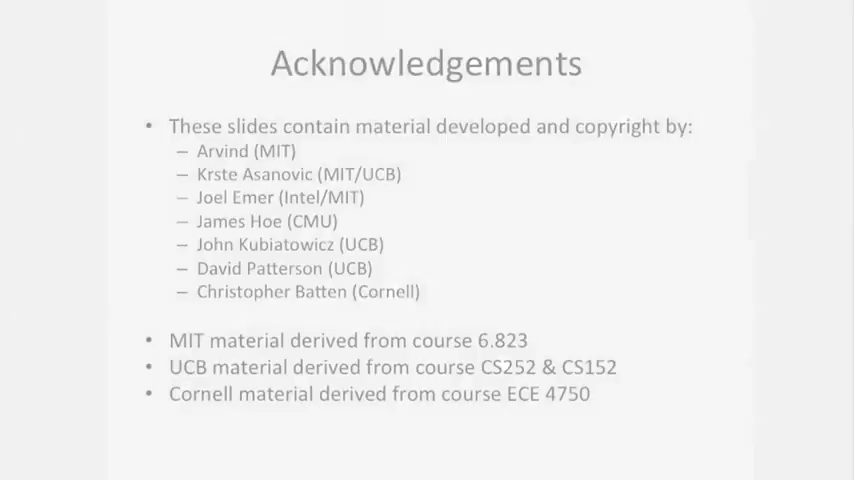 Acknowledgements
• These slides contain material developed and copyright by:
– Arvind (MIT)
– Krste Asanovic (MIT/UCB)
– Joel Emer (Intel/MIT)
– James Hoe (CMU)
– John Kubiatowicz (UCB)
– David Patterson (UCB)
– Christopher Batten (Cornell)
• MIT material derived from course 6.823
• UCB material derived from course CS252 & CS152
• Cornell material derived from course ECE 4750